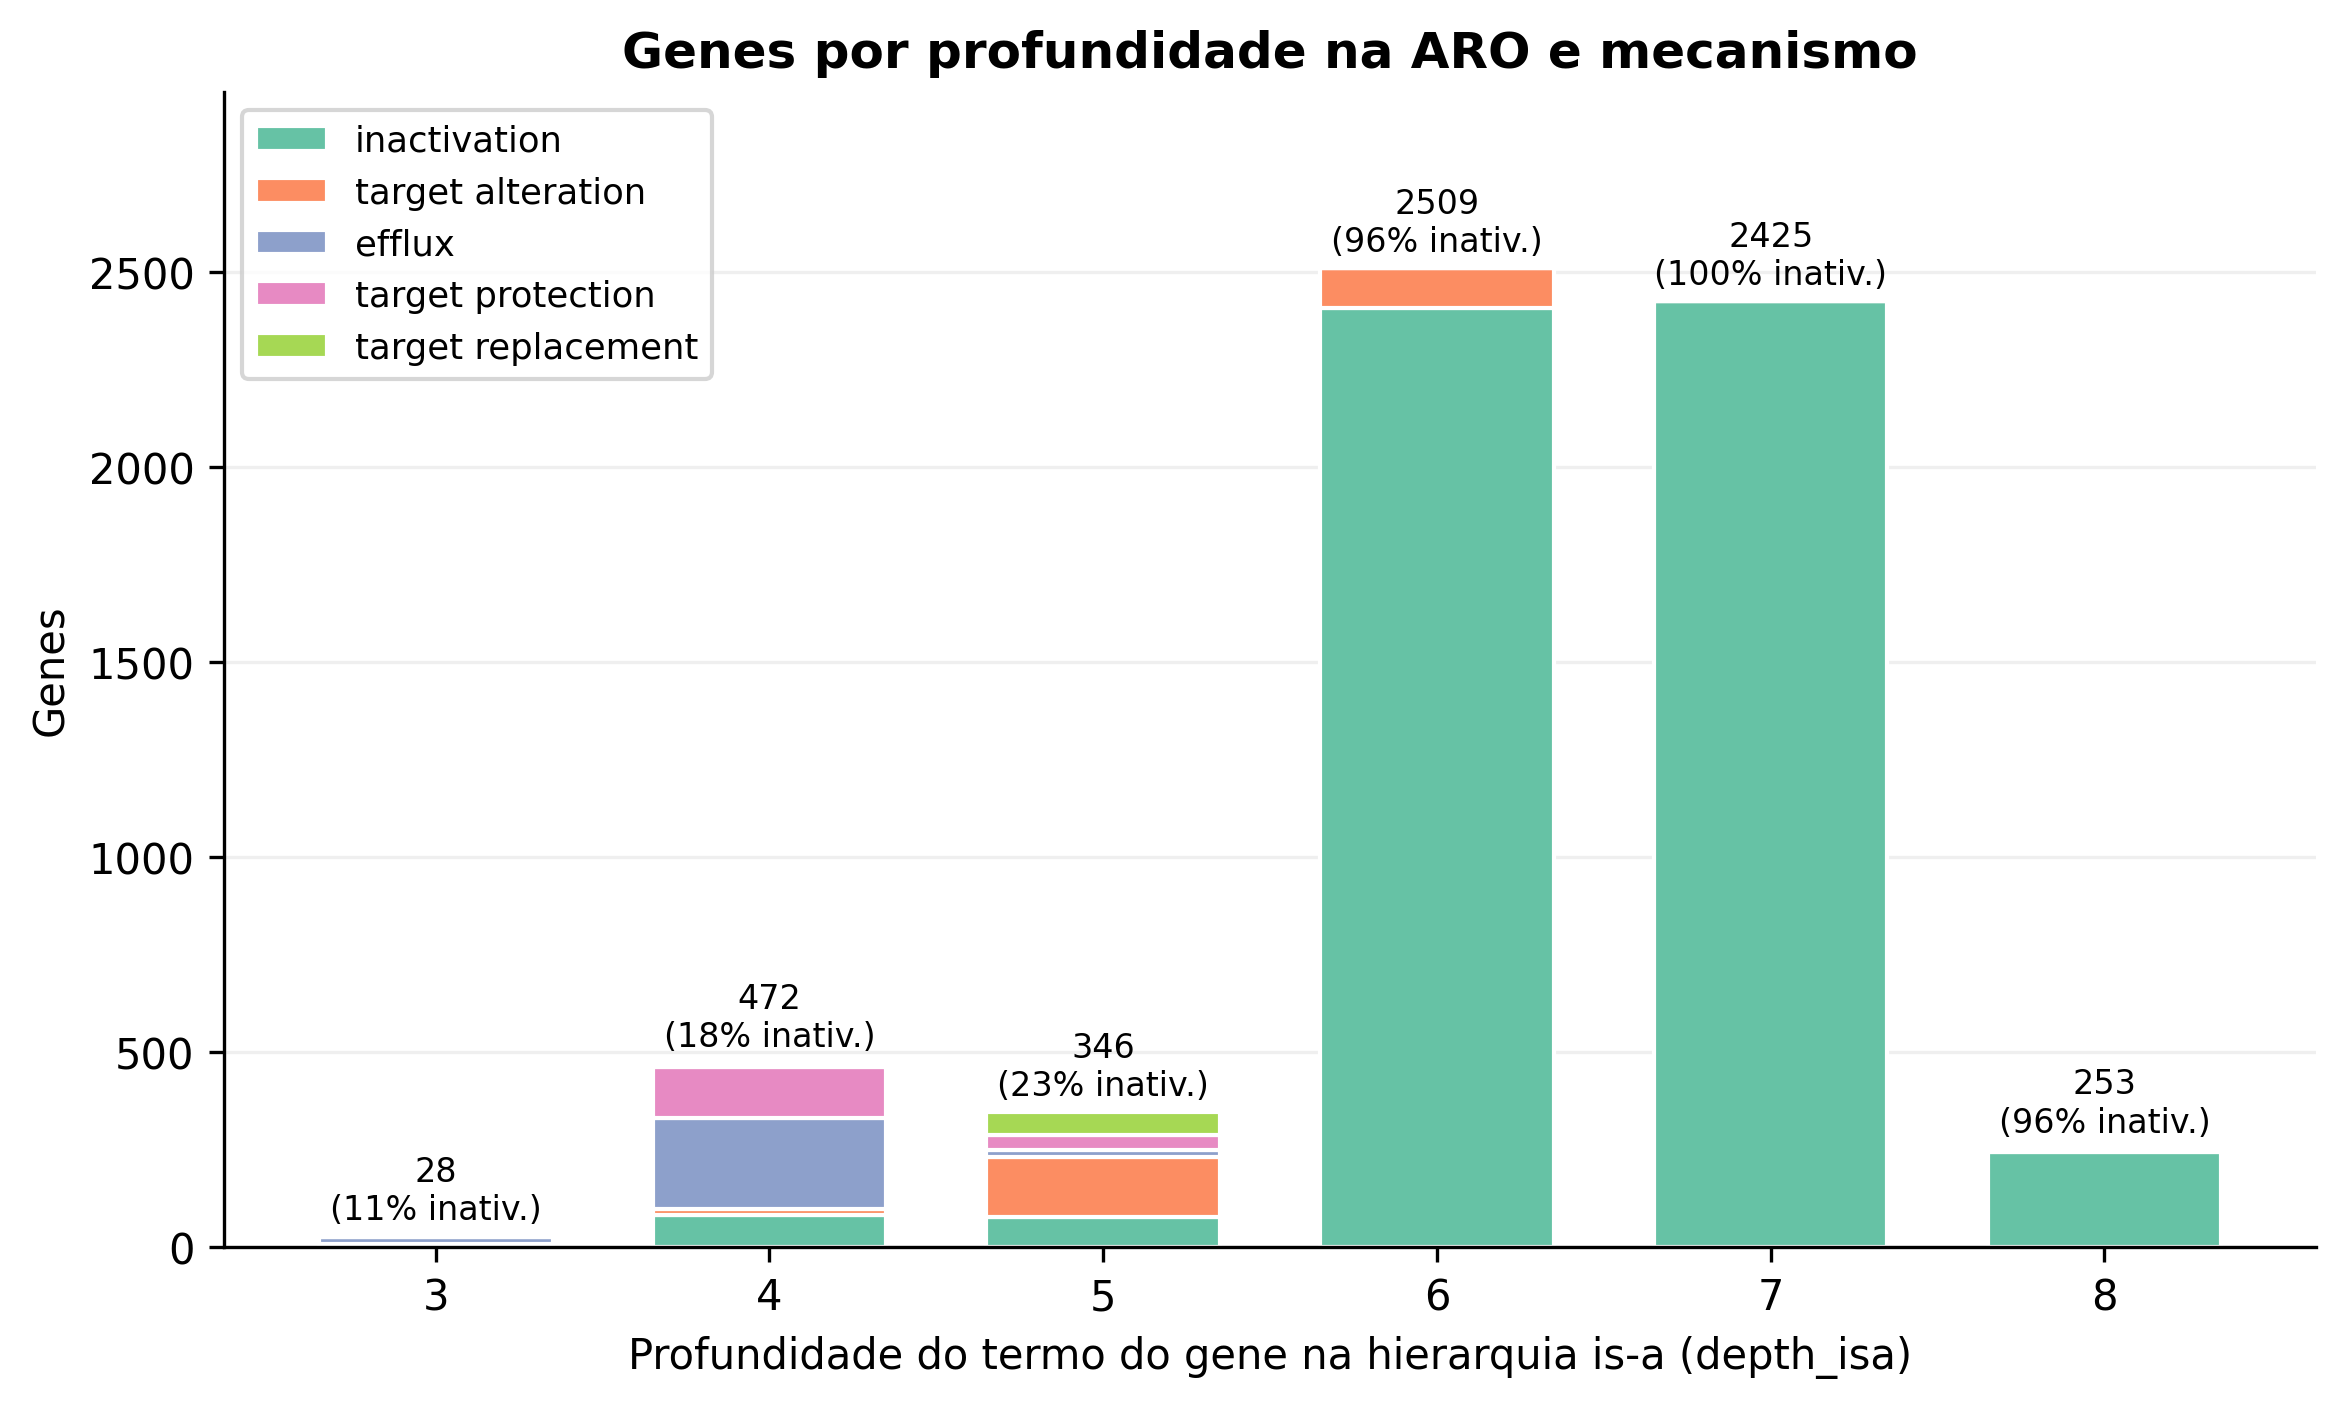 Genes por profundidade na ARO e mecanismo
inactivation
target alteration
efflux
target protection
target replacement
Genes
2500
2000
1500
1000
500
0
28
(11% inativ.)
472
(18% inativ.)
346
(23% inativ.)
2509
(96% inativ.)
2425
(100% inativ.)
253
(96% inativ.)
3 4 5 6 7 8
Profundidade do termo do gene na hierarquia is-a (depth_isa)